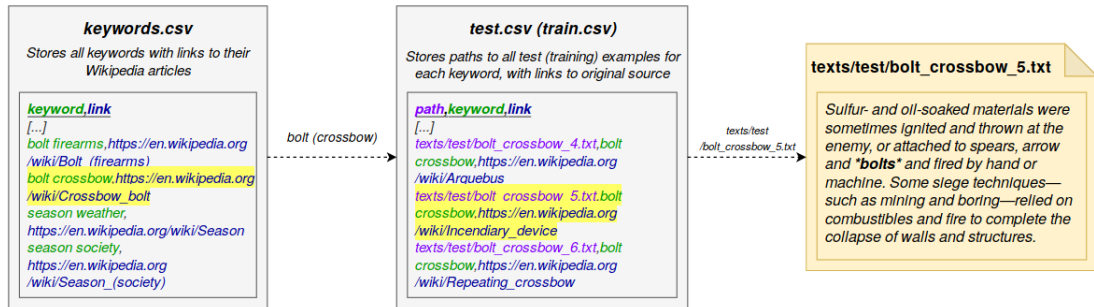 keywords.csv
Stores all keywords with links to their
Wikipedia articles
keyword,link
[...]
bolt firearms,https://en.wikipedia.org
/wiki/Bolt_(firearms)
bolt crossbow,https://en.wikipedia.org
/wiki/Crossbow_bolt
season weather,
https://en.wikipedia.org/wiki/Season
season society,
https://en.wikipedia.org
/wiki/Season_(society)
bolt (crossbow)
test.csv (train.csv)
Stores paths to all test (training) examples for
each keyword, with links to original source
path,keyword,link
[...]
texts/test/bolt_crossbow_4.txt,bolt
crossbow,https://en.wikipedia.org
/wiki/Arquebus
texts/test/bolt_crossbow_5.txt,bolt
crossbow,https://en.wikipedia.org
/wiki/Incendiary_device
texts/test/bolt_crossbow_6.txt,bolt
crossbow,https://en.wikipedia.org
/wiki/Repeating_crossbow
texts/test
/bolt_crossbow_5.txt
texts/test/bolt_crossbow_5.txt
Sulfur- and oil-soaked materials were
sometimes ignited and thrown at the
enemy, or attached to spears, arrow
and *bolts* and fired by hand or
machine. Some siege techniques—
such as mining and boring—relied on
combustibles and fire to complete the
collapse of walls and structures.